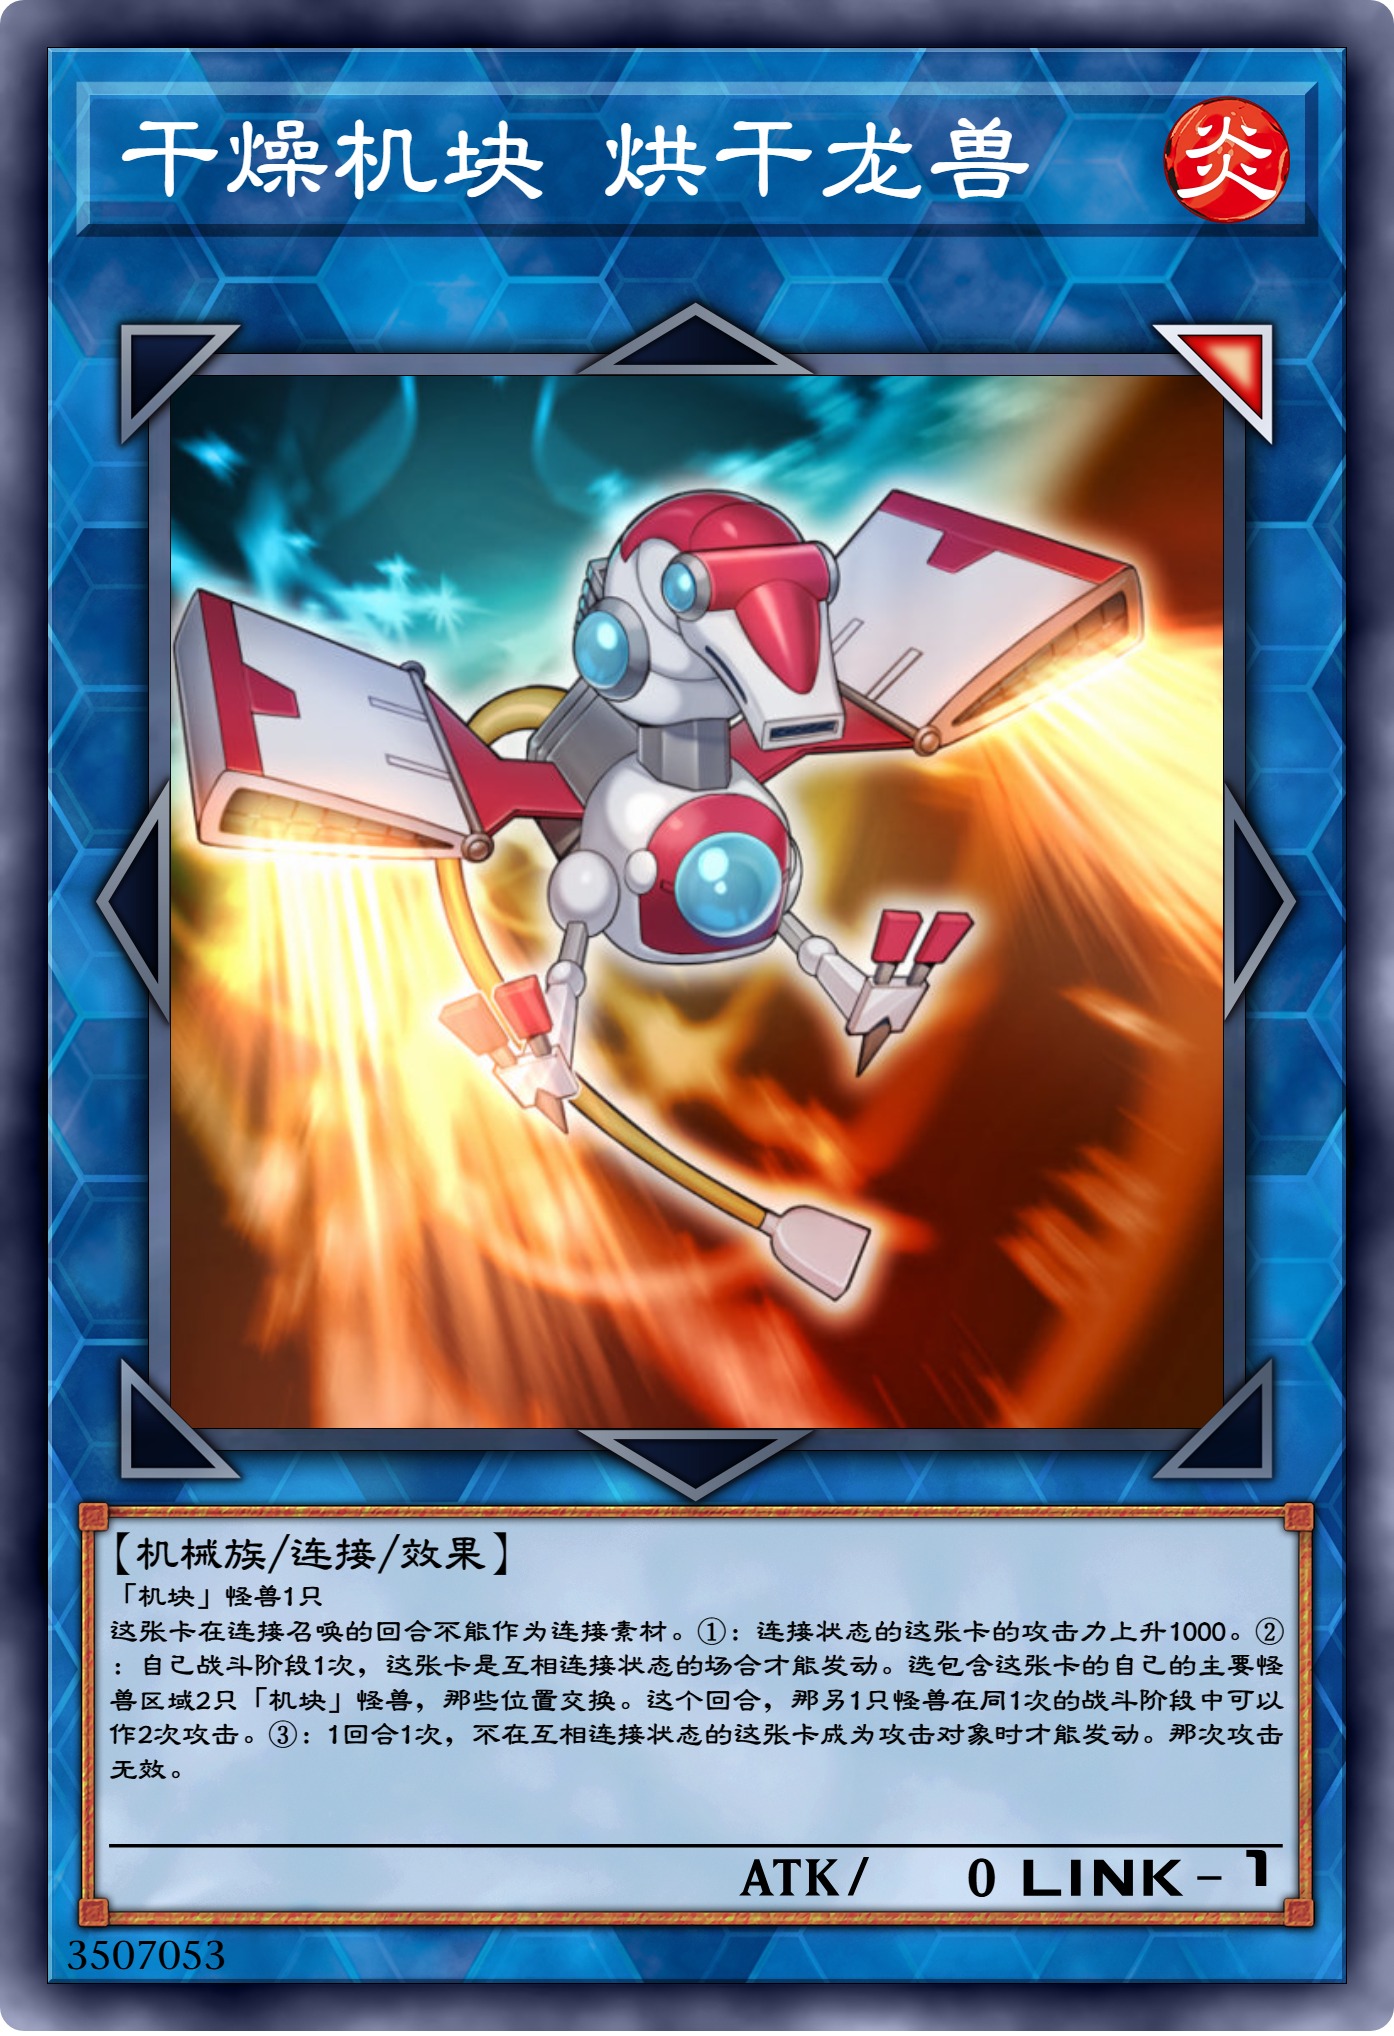 干燥机块 烘干龙兽
炎
【机械族/连接/效果】
「机块」怪兽1只
这张卡在连接召唤的回合不能作为连接素材。①：连接状态的这张卡的攻击力上升1000。②
：自己战斗阶段1次，这张卡是互相连接状态的场合才能发动。选包含这张卡的自己的主要怪
兽区域2只「机块」怪兽，那些位置交换。这个回合，那另1只怪兽在同1次的战斗阶段中可以
作2次攻击。③：1回合1次，不在互相连接状态的这张卡成为攻击对象时才能发动。那次攻击
无效。
ATK/ 0 LINK-1
3507053